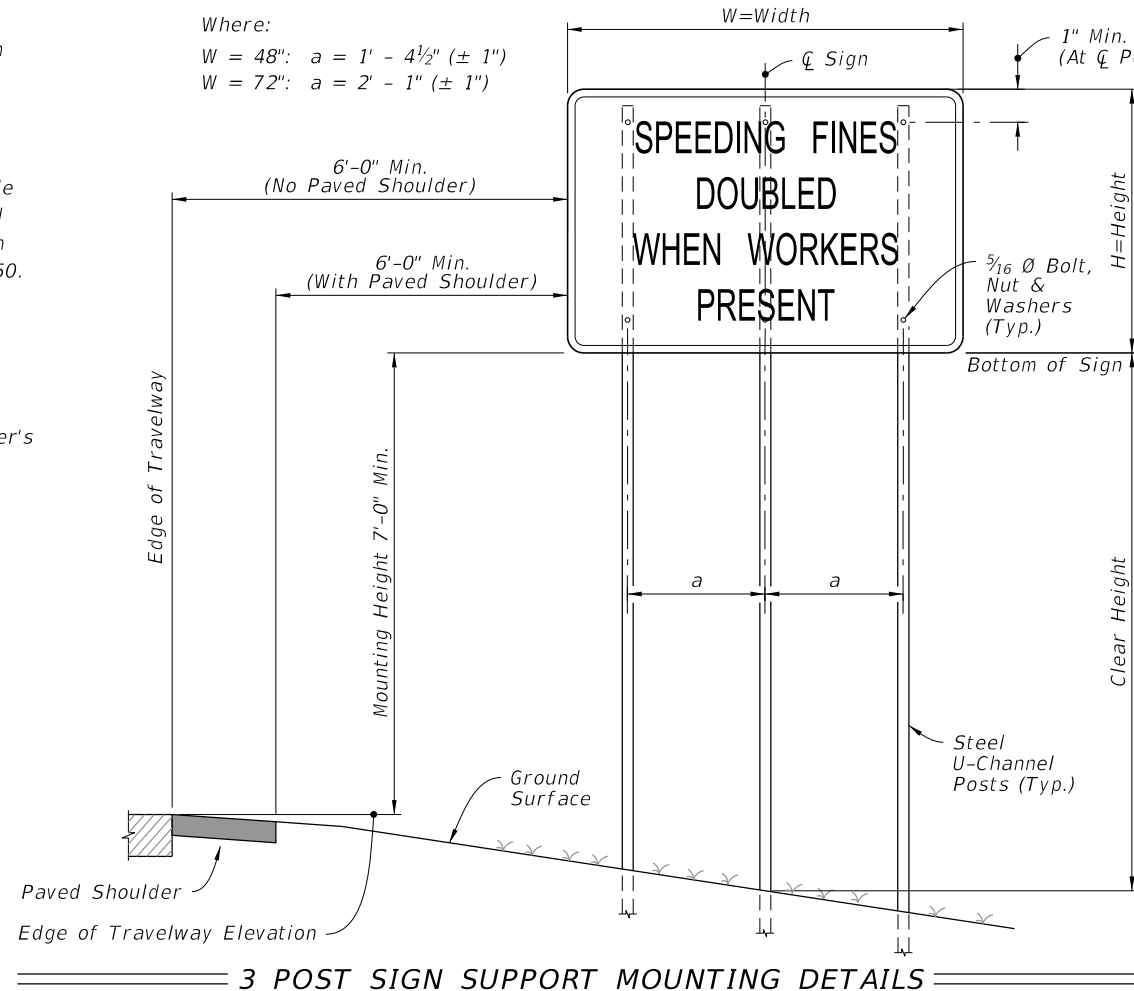 Where:
W = 48": a = 1' - 4½" (± 1")
W = 72": a = 2' - 1" (± 1")
W=Width
℄ Sign
1" Min.
(At ℄
6'-0" Min.
(No Paved Shoulder)
6'-0" Min.
(With Paved Shoulder)
SPEEDING FINES
DOUBLED
WHEN WORKERS
PRESENT
H=Height
5/16 Ø Bolt,
Nut &
Washers
(Typ.)
Bottom of Sign
60.
er's
Edge of Travelway
Mounting Height 7'-0" Min.
a
a
Clear Height
Steel
U-Channel
Posts (Typ.)
Ground
Surface
Paved Shoulder
Edge of Travelway Elevation
3 POST SIGN SUPPORT MOUNTING DETAILS